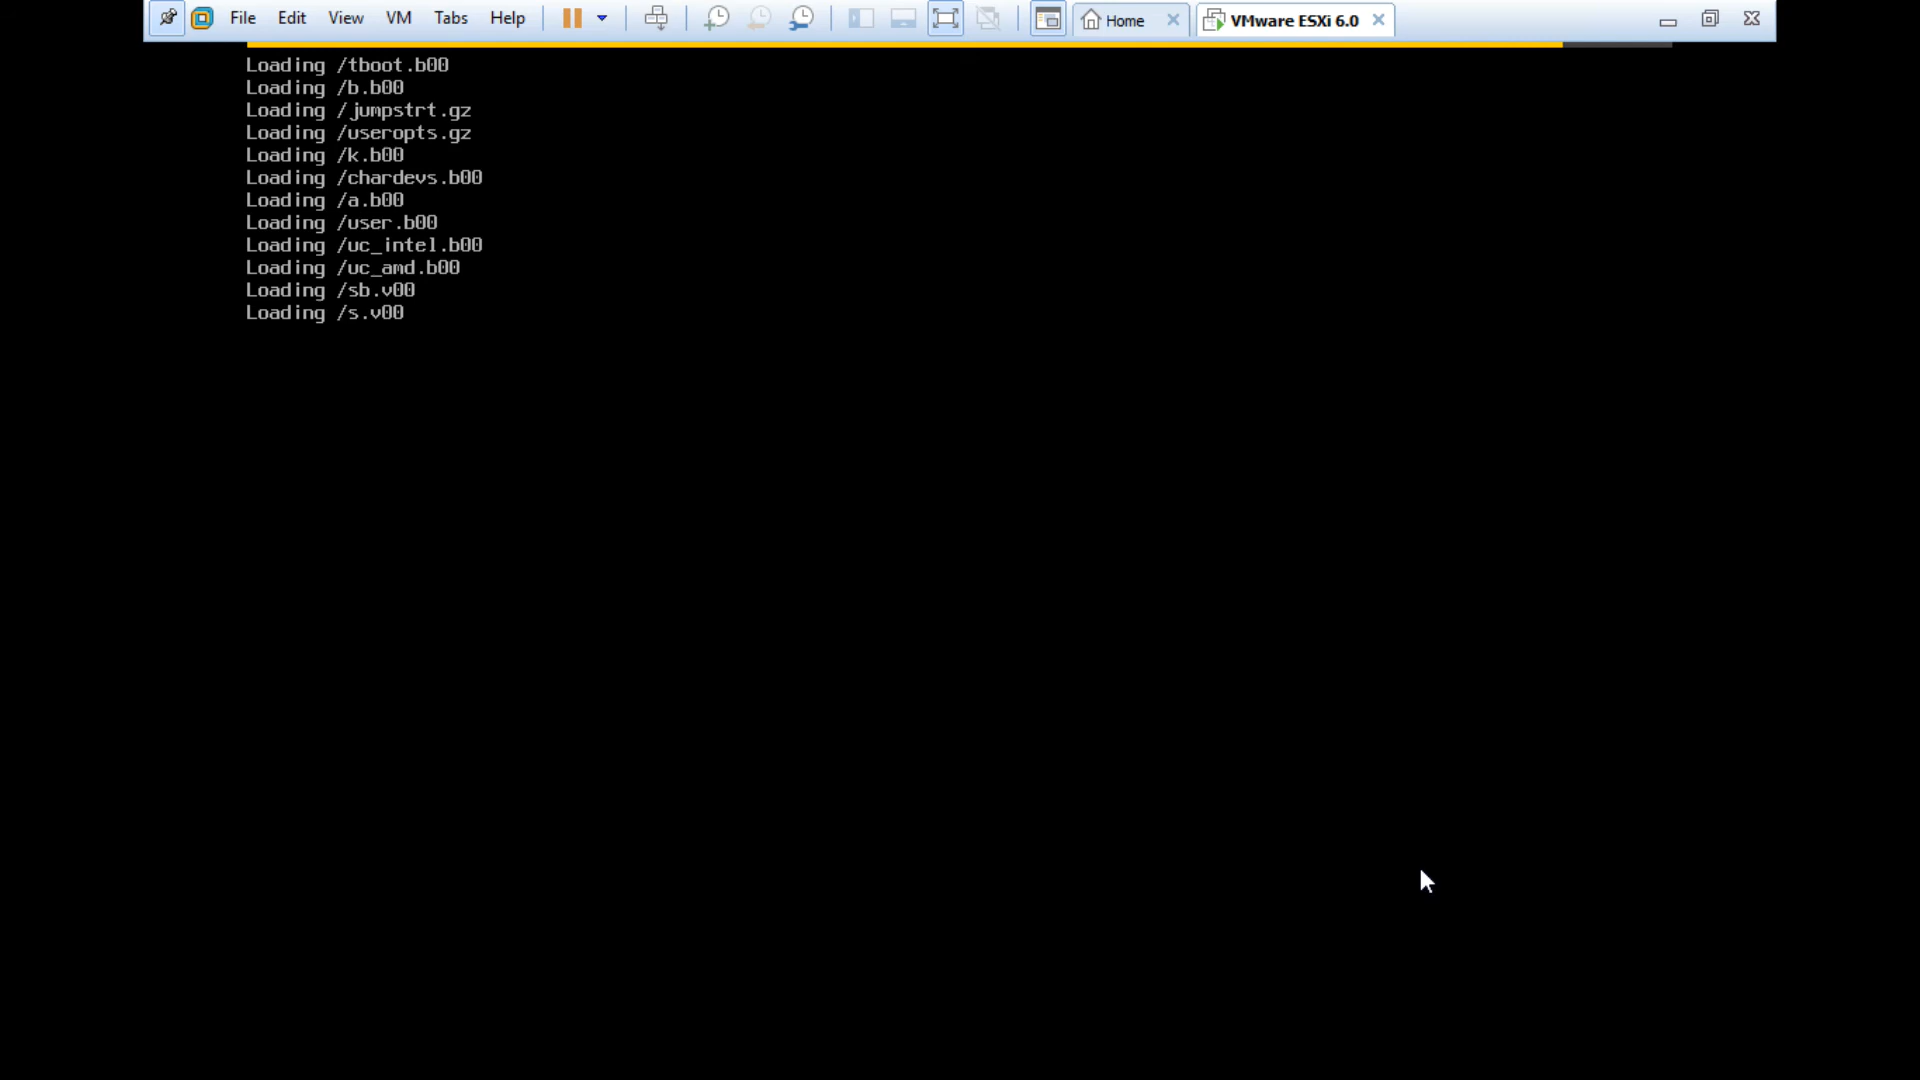 File Edit View VM Tabs Help Home VMware ESXi 6.0
Loading /tboot.b00
Loading /b.b00
Loading /jumpstrt.gz
Loading /useropts.gz
Loading /k.b00
Loading /chardevs.b00
Loading /a.b00
Loading /user.b00
Loading /uc_intel.b00
Loading /uc_amd.b00
Loading /sb.v00
Loading /s.v00